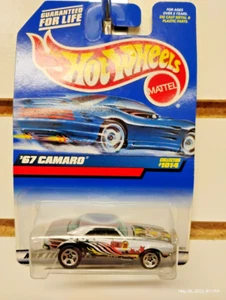 GUARANTEED
FOR LIFE
FOR AGES
OVER 3 YEARS
DIE CAST METAL &
PLASTIC PARTS.
Hot Wheels
MATTEL
'67 CAMARO
COLLECTOR
#1014